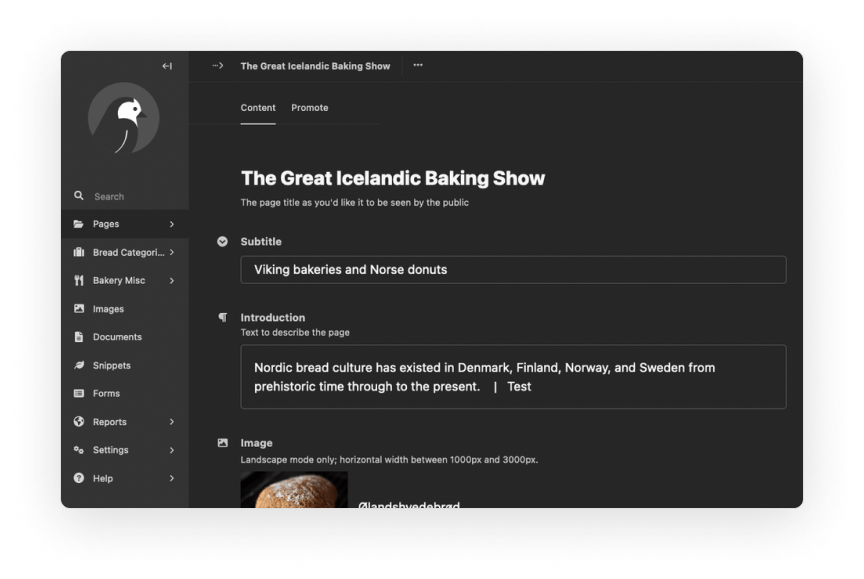 The Great Icelandic Baking Show
Content Promote
Search
Pages
Bread Categori...
Bakery Misc
Images
Documents
Snippets
Forms
Reports
Settings
Help
The Great Icelandic Baking Show
The page title as you'd like it to be seen by the public
Subtitle
Viking bakeries and Norse donuts
Introduction
Text to describe the page
Nordic bread culture has existed in Denmark, Finland, Norway, and Sweden from
prehistoric time through to the present. | Test
Image
Landscape mode only; horizontal width between 1000px and 3000px.
Ølandshvedebrød